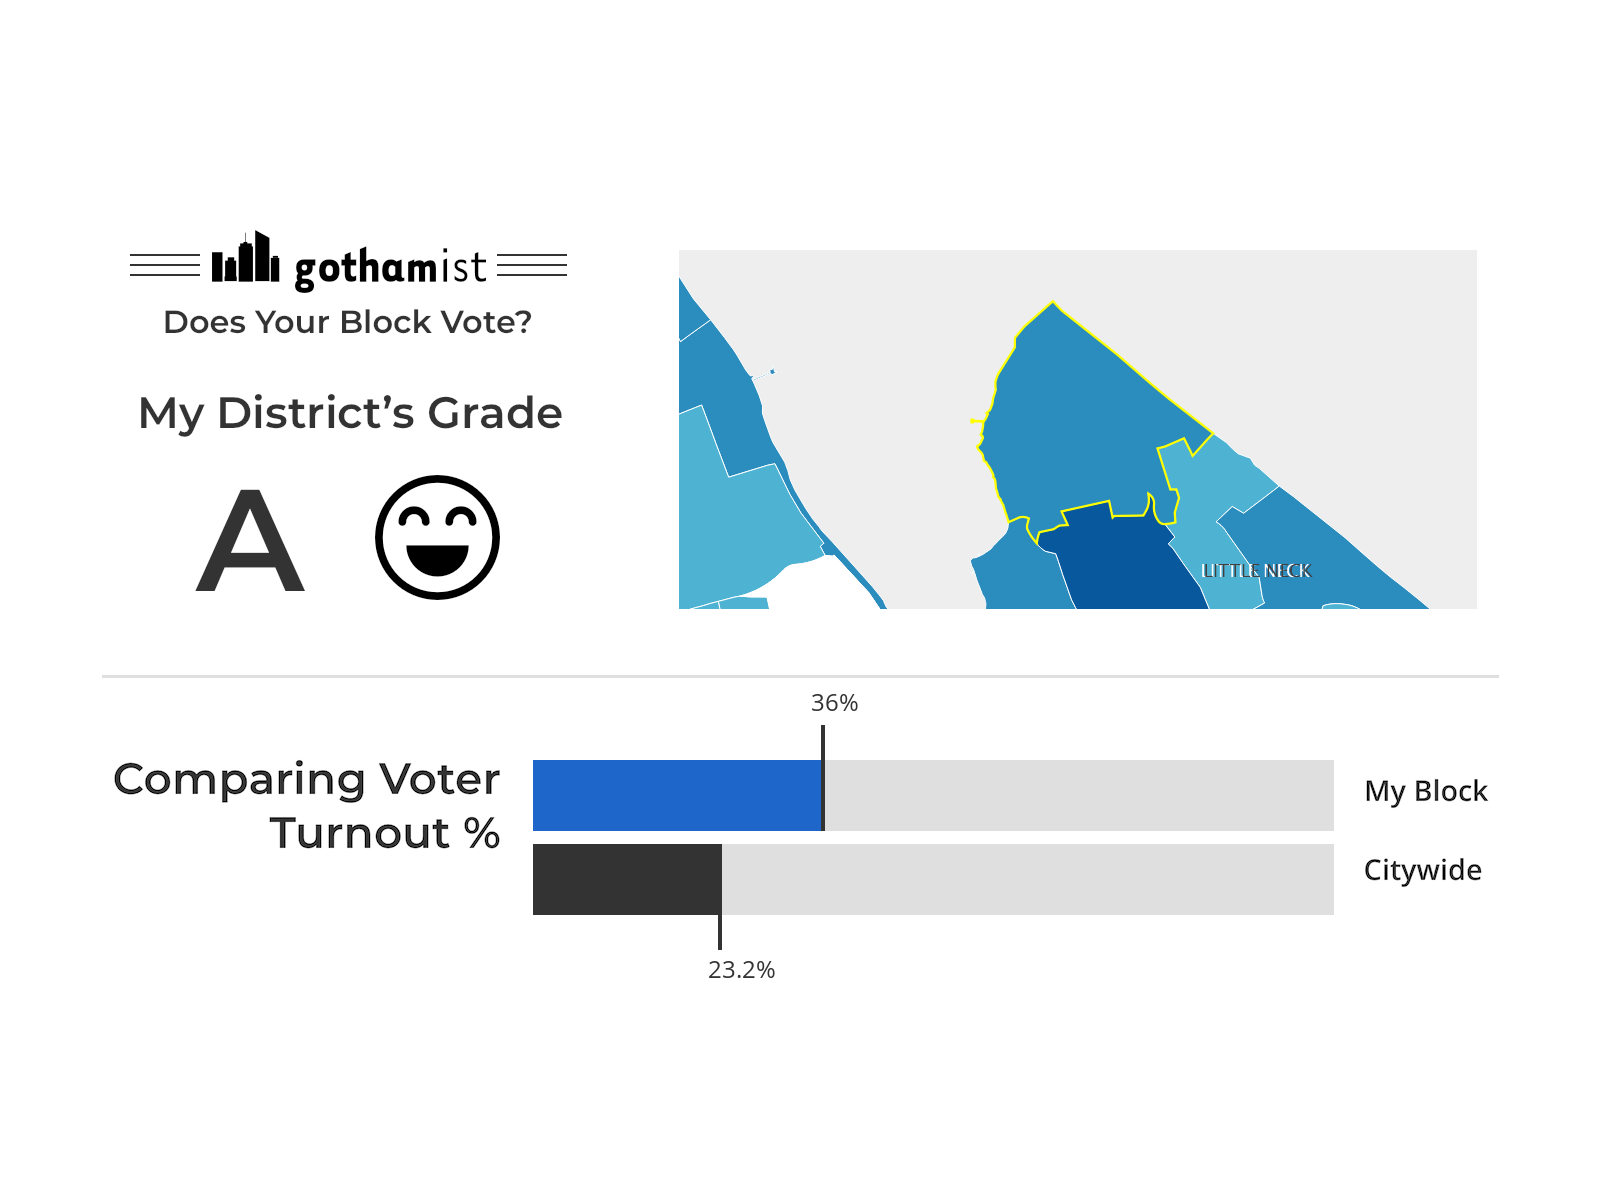 gothamist
Does Your Block Vote?
My District’s Grade
A
LITTLE NECK
36%
Comparing Voter
Turnout %
My Block
Citywide
23.2%